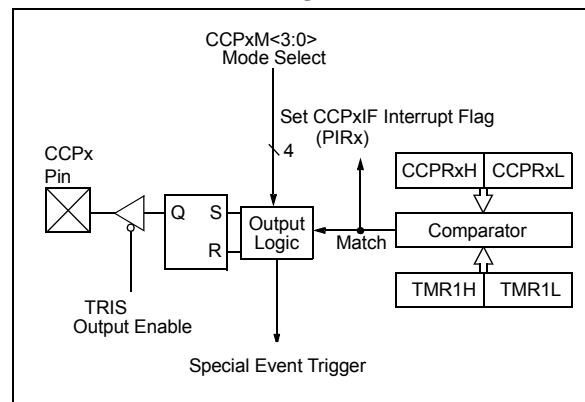 CCPxM<3:0>
Mode Select
Set CCPxIF Interrupt Flag
(PIRx)
4
CCPx
Pin
CCPRxH CCPRxL
Q S
Output
Logic
R
Match
Comparator
TMR1H TMR1L
TRIS
Output Enable
Special Event Trigger